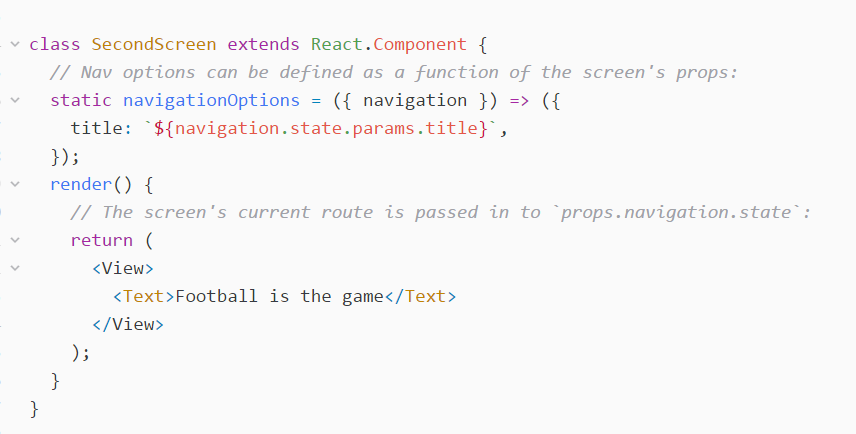 class SecondScreen extends React.Component {
  // Nav options can be defined as a function of the screen's props:
  static navigationOptions = ({ navigation }) => ({
    title: `${navigation.state.params.title}`,
  });
  render() {
    // The screen's current route is passed in to `props.navigation.state`:
    return (
      <View>
        <Text>Football is the game</Text>
      </View>
    );
  }
}